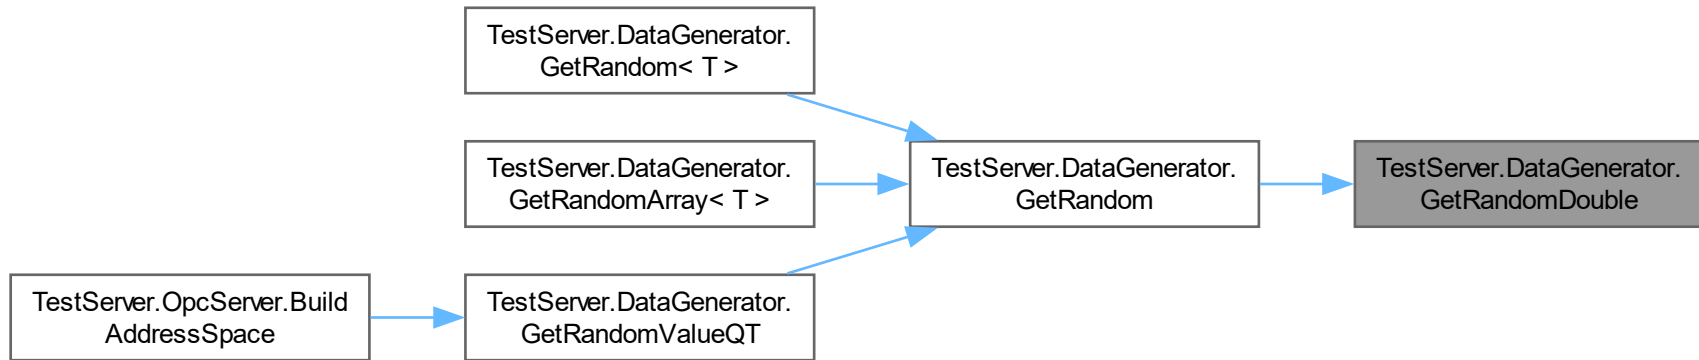 TestServer.DataGenerator.
GetRandom< T >
TestServer.DataGenerator.
GetRandomArray< T >
TestServer.DataGenerator.
GetRandom
TestServer.DataGenerator.
GetRandomDouble
TestServer.OpcServer.Build
AddressSpace
TestServer.DataGenerator.
GetRandomValueQT